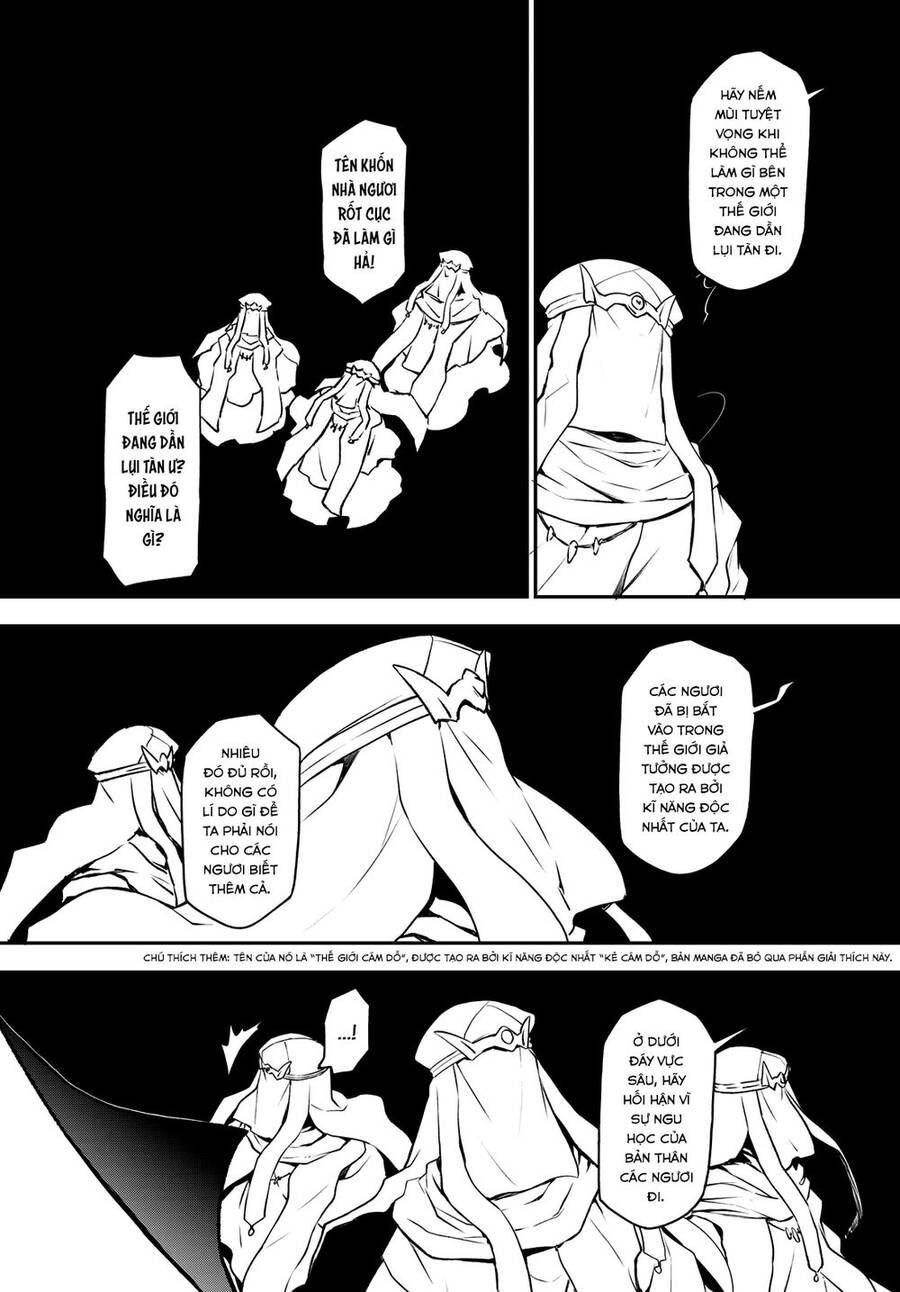 HÃY NẾM
MÙI TUYỆT
VỌNG KHI
KHÔNG THỂ
LÀM GÌ BÊN
TRONG MỘT
THẾ GIỚI
ĐANG DẦN
LỤI TÀN ĐI.
TÊN KHỐN
NHÀ NGƯƠI
RỐT CỤC
ĐÃ LÀM GÌ
HẢ!
THẾ GIỚI
ĐANG DẦN
LỤI TÀN Ư?
ĐIỀU ĐÓ
NGHĨA LÀ
GÌ?
CÁC NGƯƠI
ĐÃ BỊ BẮT
VÀO TRONG
THẾ GIỚI GIẢ
TƯỞNG ĐƯỢC
TẠO RA BỞI
KĨ NĂNG ĐỘC
NHẤT CỦA TA.
NHIÊU
ĐÓ ĐỦ RỒI,
KHÔNG CÓ
LÍ DO GÌ ĐỂ
TA PHẢI NÓI
CHO CÁC
NGƯƠI BIẾT
THÊM CẢ.
CHÚ THÍCH THÊM: TÊN CỦA NÓ LÀ “THẾ GIỚI CÁM DỖ”, ĐƯỢC TẠO RA BỞI KĨ NĂNG ĐỘC NHẤT “KẺ CÁM DỖ”, BẢN MANGA ĐÃ BỎ QUA PHẦN GIẢI THÍCH NÀY.
Ở DƯỚI
ĐÁY VỰC
SÂU, HÃY
HỐI HẬN VÌ
SỰ NGU
HỌC CỦA
BẢN THÂN
CÁC NGƯƠI
ĐI.
...!